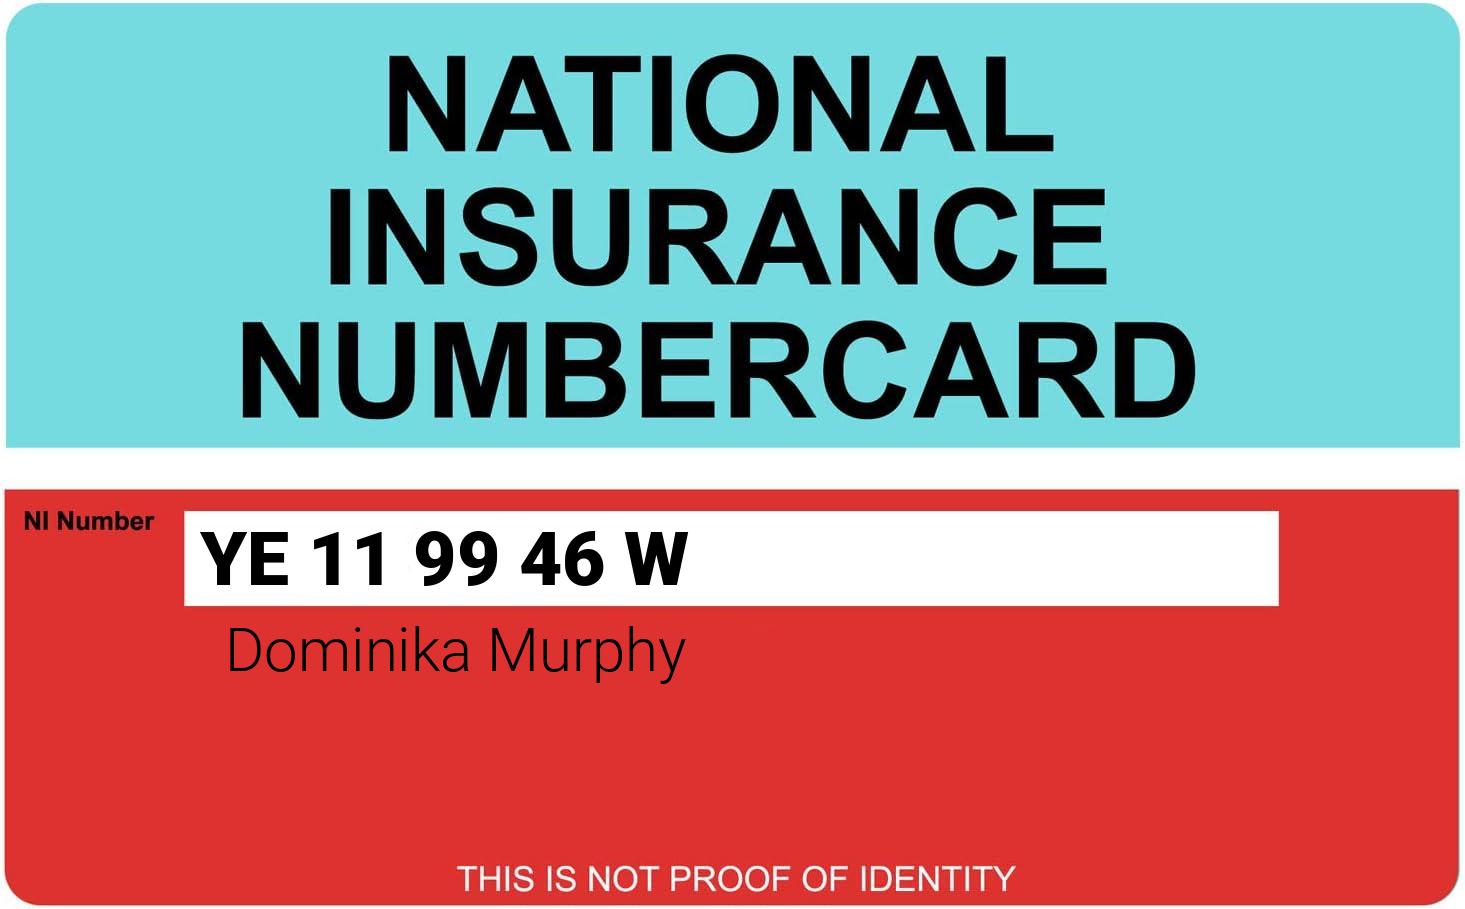 NATIONAL
INSURANCE
NUMBERCARD
NI Number
YE 11 99 46 W
Dominika Murphy
THIS IS NOT PROOF OF IDENTITY